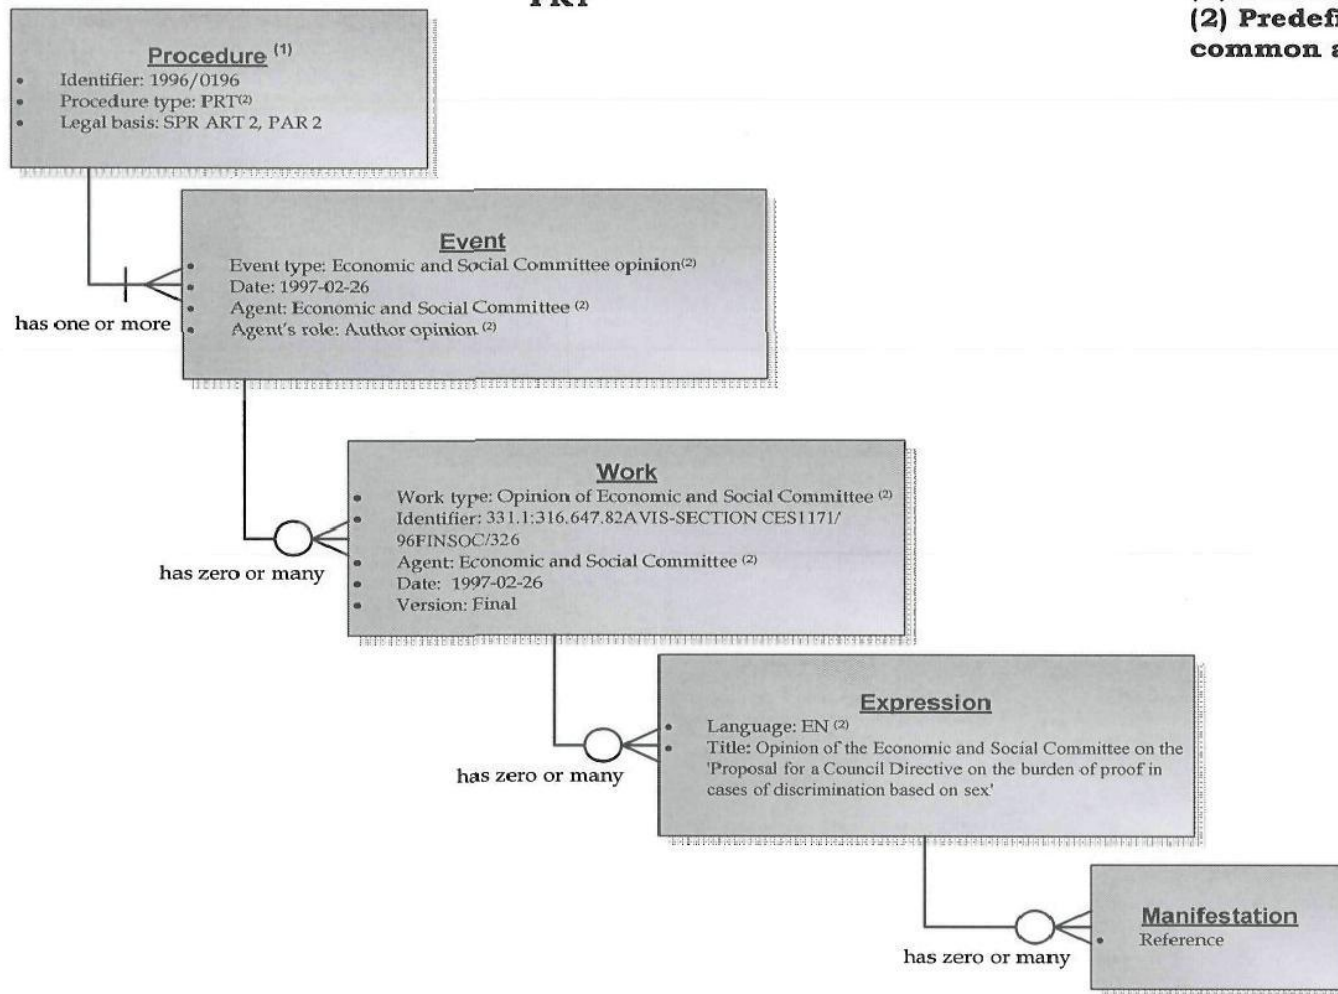 (2) Predef
common a
Procedure (1)
• Identifier: 1996/0196
• Procedure type: PRT(2)
• Legal basis: SPR ART 2, PAR 2
has one or more
Event
• Event type: Economic and Social Committee opinion(2)
• Date: 1997-02-26
• Agent: Economic and Social Committee (2)
• Agent's role: Author opinion (2)
has zero or many
Work
• Work type: Opinion of Economic and Social Committee (2)
• Identifier: 331.1:316.647.82AVIS-SECTION CES1171/
96FINSOC/326
• Agent: Economic and Social Committee (2)
• Date: 1997-02-26
• Version: Final
has zero or many
Expression
• Language: EN (2)
• Title: Opinion of the Economic and Social Committee on the
'Proposal for a Council Directive on the burden of proof in
cases of discrimination based on sex'
has zero or many
Manifestation
• Reference